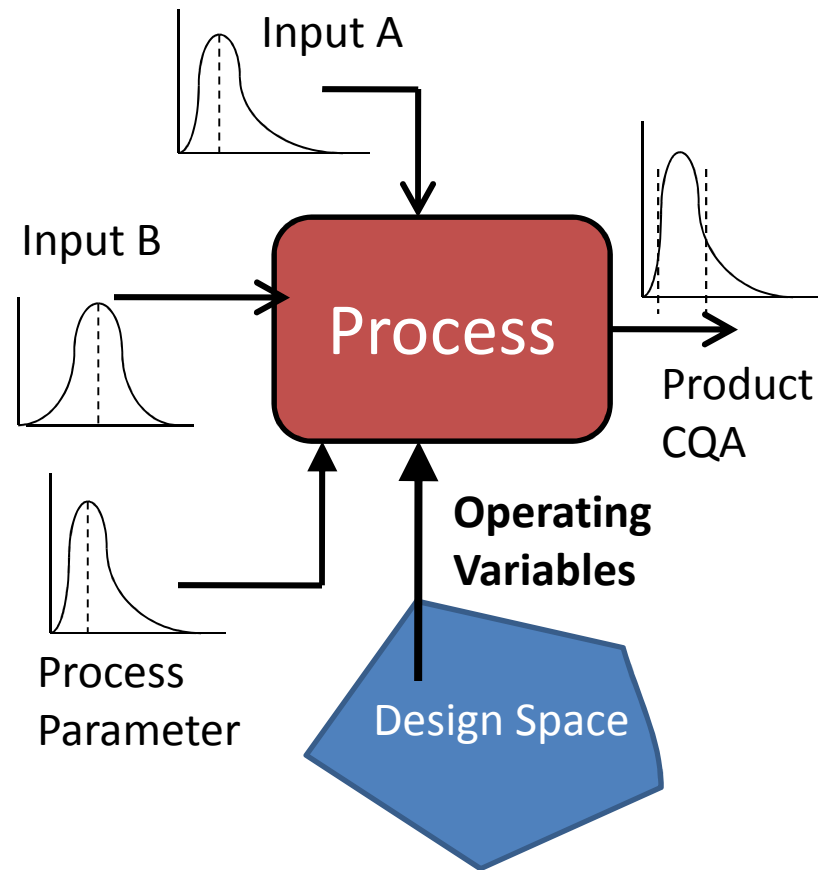 Input A
Input B
Process
Product
CQA
Operating
Variables
Process
Parameter
Design Space